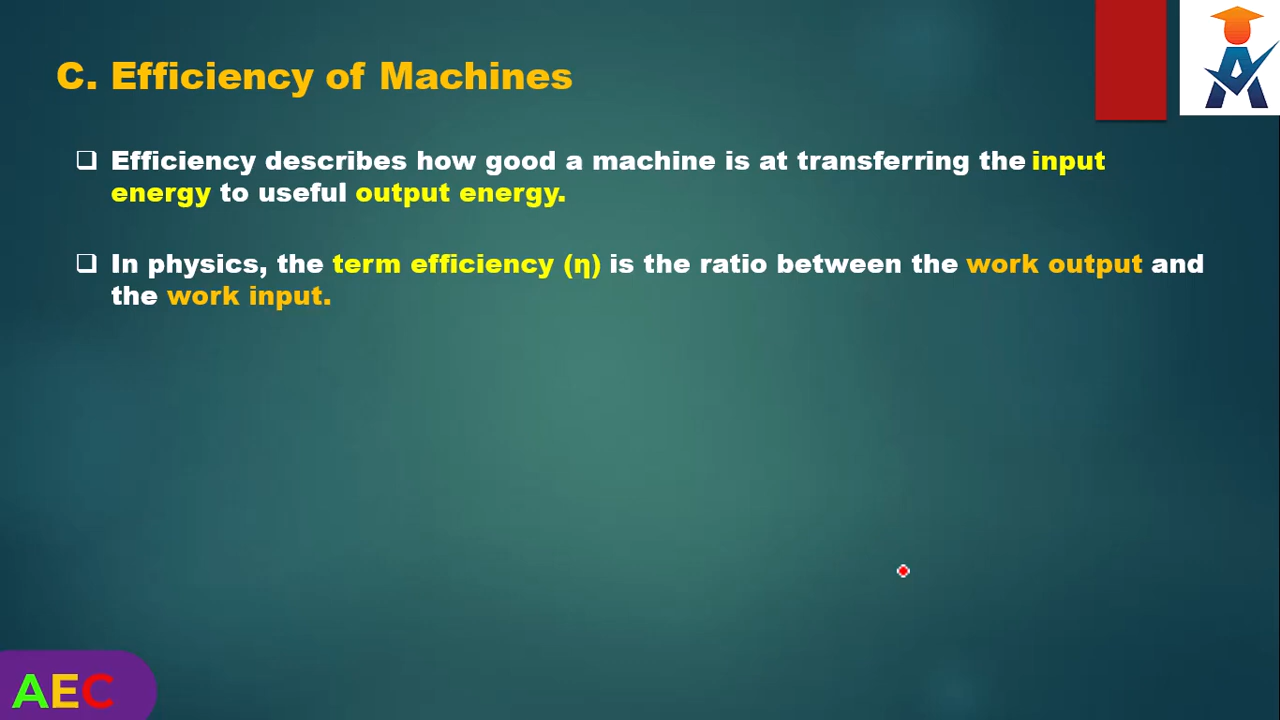 C. Efficiency of Machines
Efficiency describes how good a machine is at transferring the input
energy to useful output energy.
In physics, the term efficiency (η) is the ratio between the work output and
the work input.
AEC